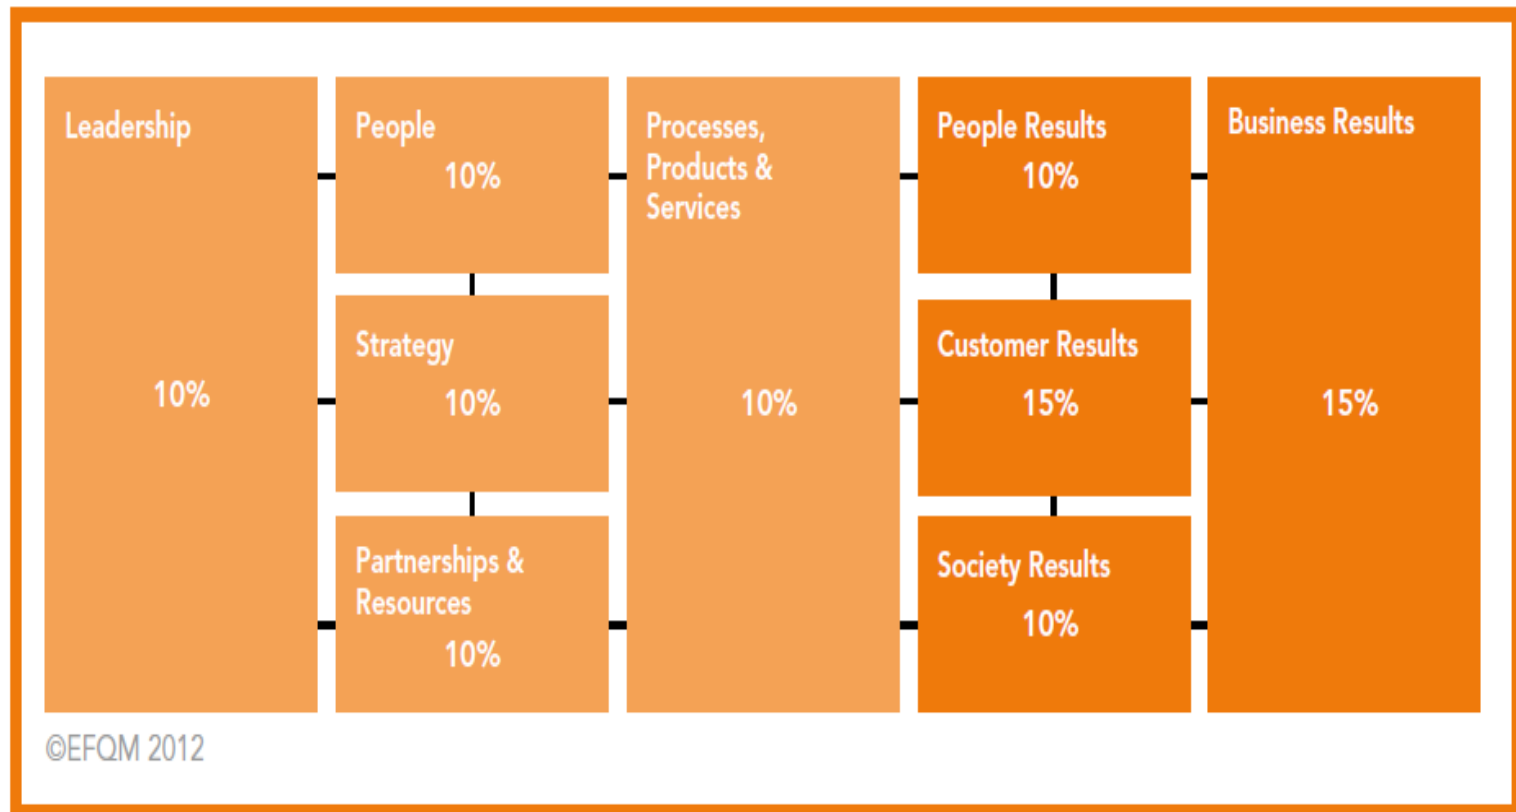 Leadership
10%
People
10%
Strategy
10%
Partnerships &
Resources
10%
Processes,
Products &
Services
10%
People Results
10%
Customer Results
15%
Society Results
10%
Business Results
15%
©EFQM 2012